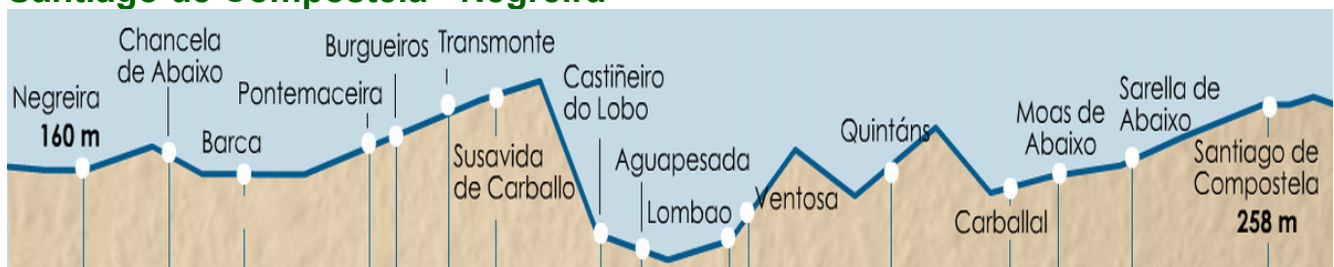 Santiago de Compostela - Negreira
Chancela
de Abaixo
Burgueiros
Transmonte
Negreira
160 m
Pontemaceira
Barca
Castiñeiro
do Lobo
Susavida
de Carballo
Aguapesada
Lombao
Ventosa
Quintáns
Carballal
Moas de
Abaixo
Sarella de
Abaixo
Santiago de
Compostela
258 m